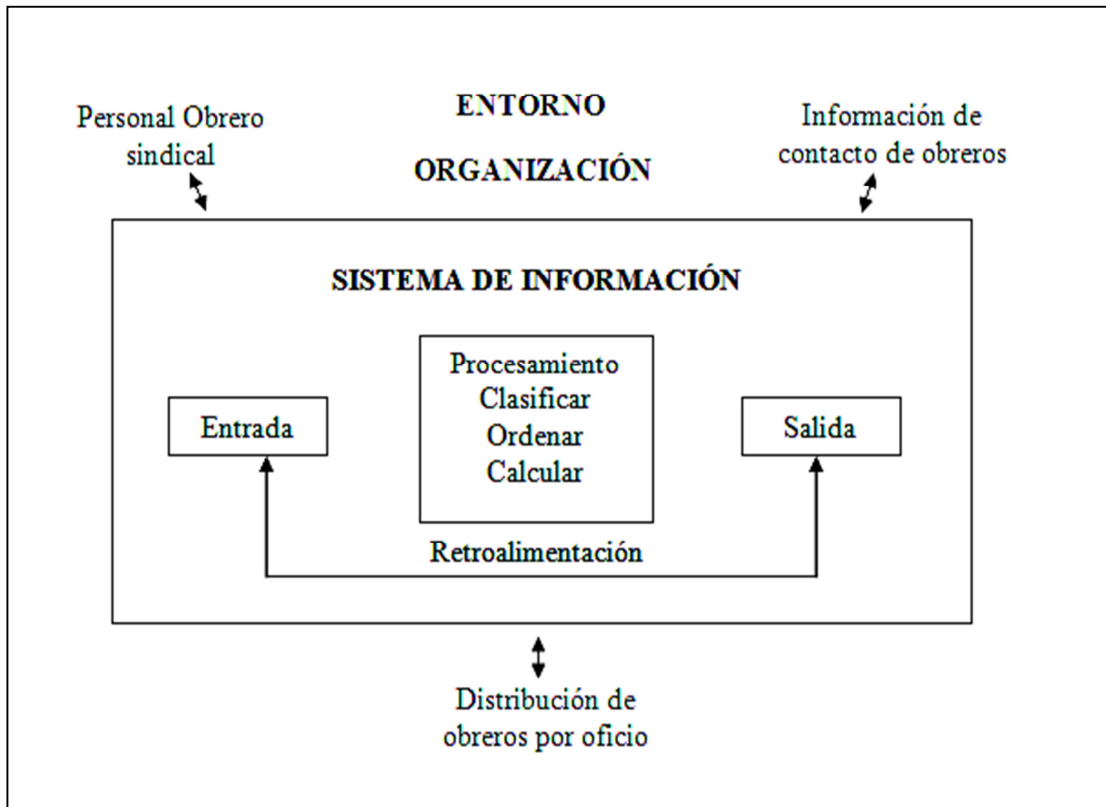 ENTORNO
ORGANIZACIÓN
Personal Obrero
sindical
Información de
contacto de obreros
SISTEMA DE INFORMACIÓN
Entrada
Procesamiento
Clasificar
Ordenar
Calcular
Salida
Retroalimentación
Distribución de
obreros por oficio